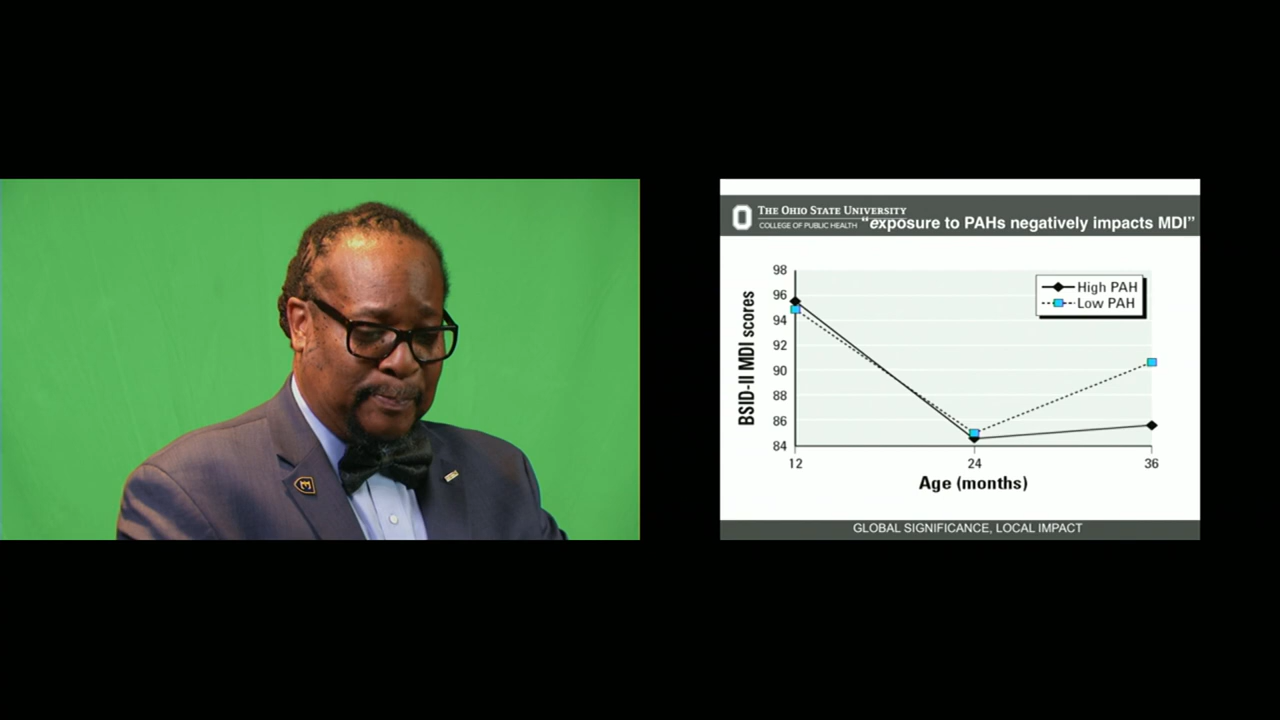 THE OHIO STATE UNIVERSITY
COLLEGE OF PUBLIC HEALTH
“exposure to PAHs negatively impacts MDI”
98
96
94
92
90
88
86
84
BSID-II MDI scores
High PAH
Low PAH
12
24
36
Age (months)
GLOBAL SIGNIFICANCE, LOCAL IMPACT